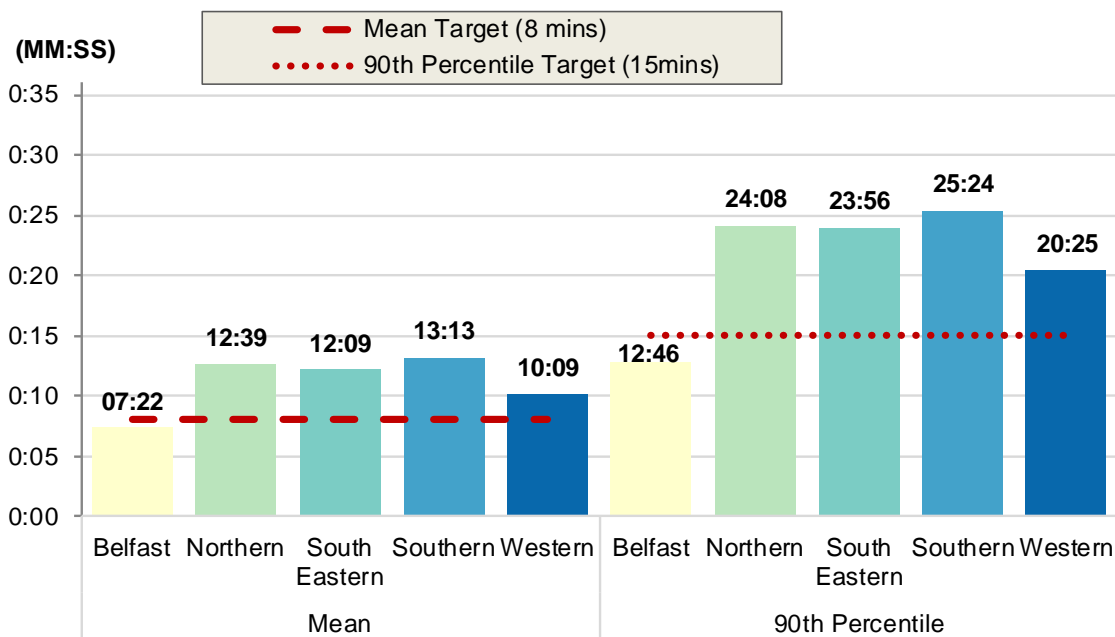 Mean Target (8 mins)
90th Percentile Target (15mins)
(MM:SS)
0:35
0:30
0:25
0:20
0:15
0:10
0:05
0:00
07:22
12:39
12:09
13:13
10:09
12:46
24:08
23:56
25:24
20:25
Belfast
Northern
South
Eastern
Southern
Western
Belfast
Northern
South
Eastern
Southern
Western
Mean
90th Percentile